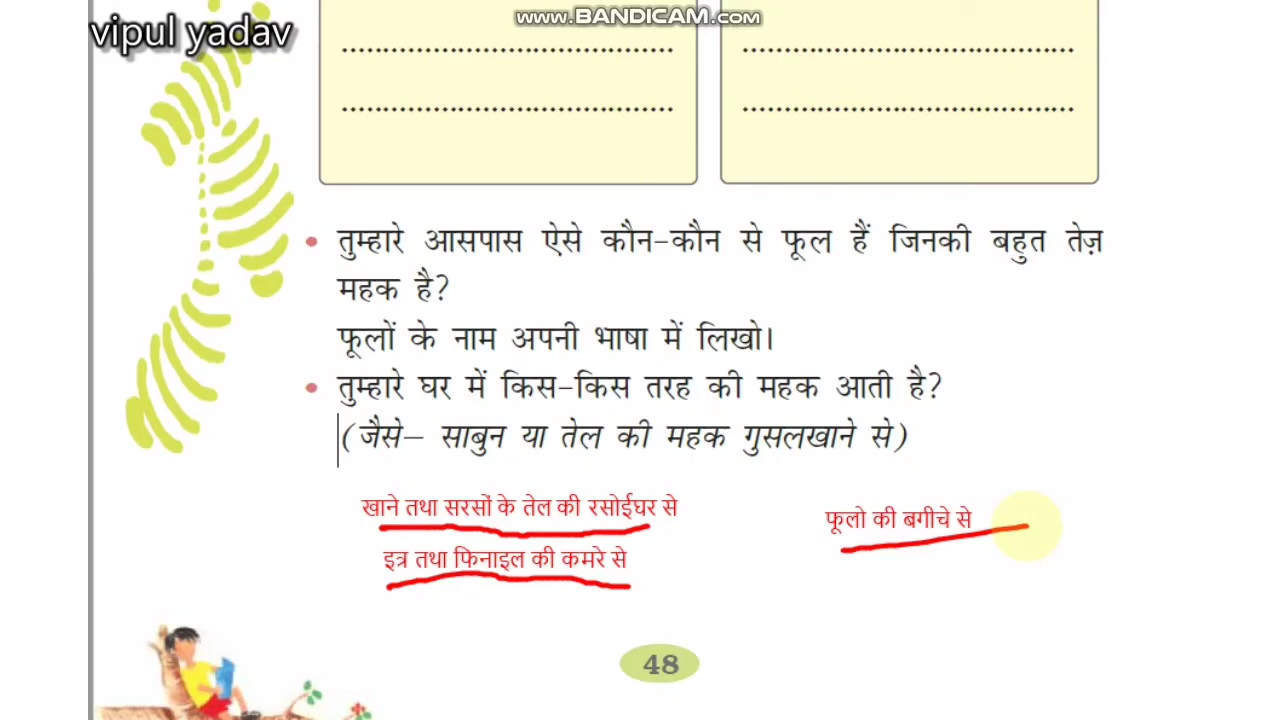 www.BANDICAM.com
vipul yadav
तुम्हारे आसपास ऐसे कौन-कौन से फूल हैं जिनकी बहुत तेज़
महक है?
फूलों के नाम अपनी भाषा में लिखो।
तुम्हारे घर में किस-किस तरह की महक आती है?
(जैसे– साबुन या तेल की महक गुसलखाने से)
खाने तथा सरसों के तेल की रसोईघर से
फूलो की बगीचे से
इत्र तथा फिनाइल की कमरे से
48